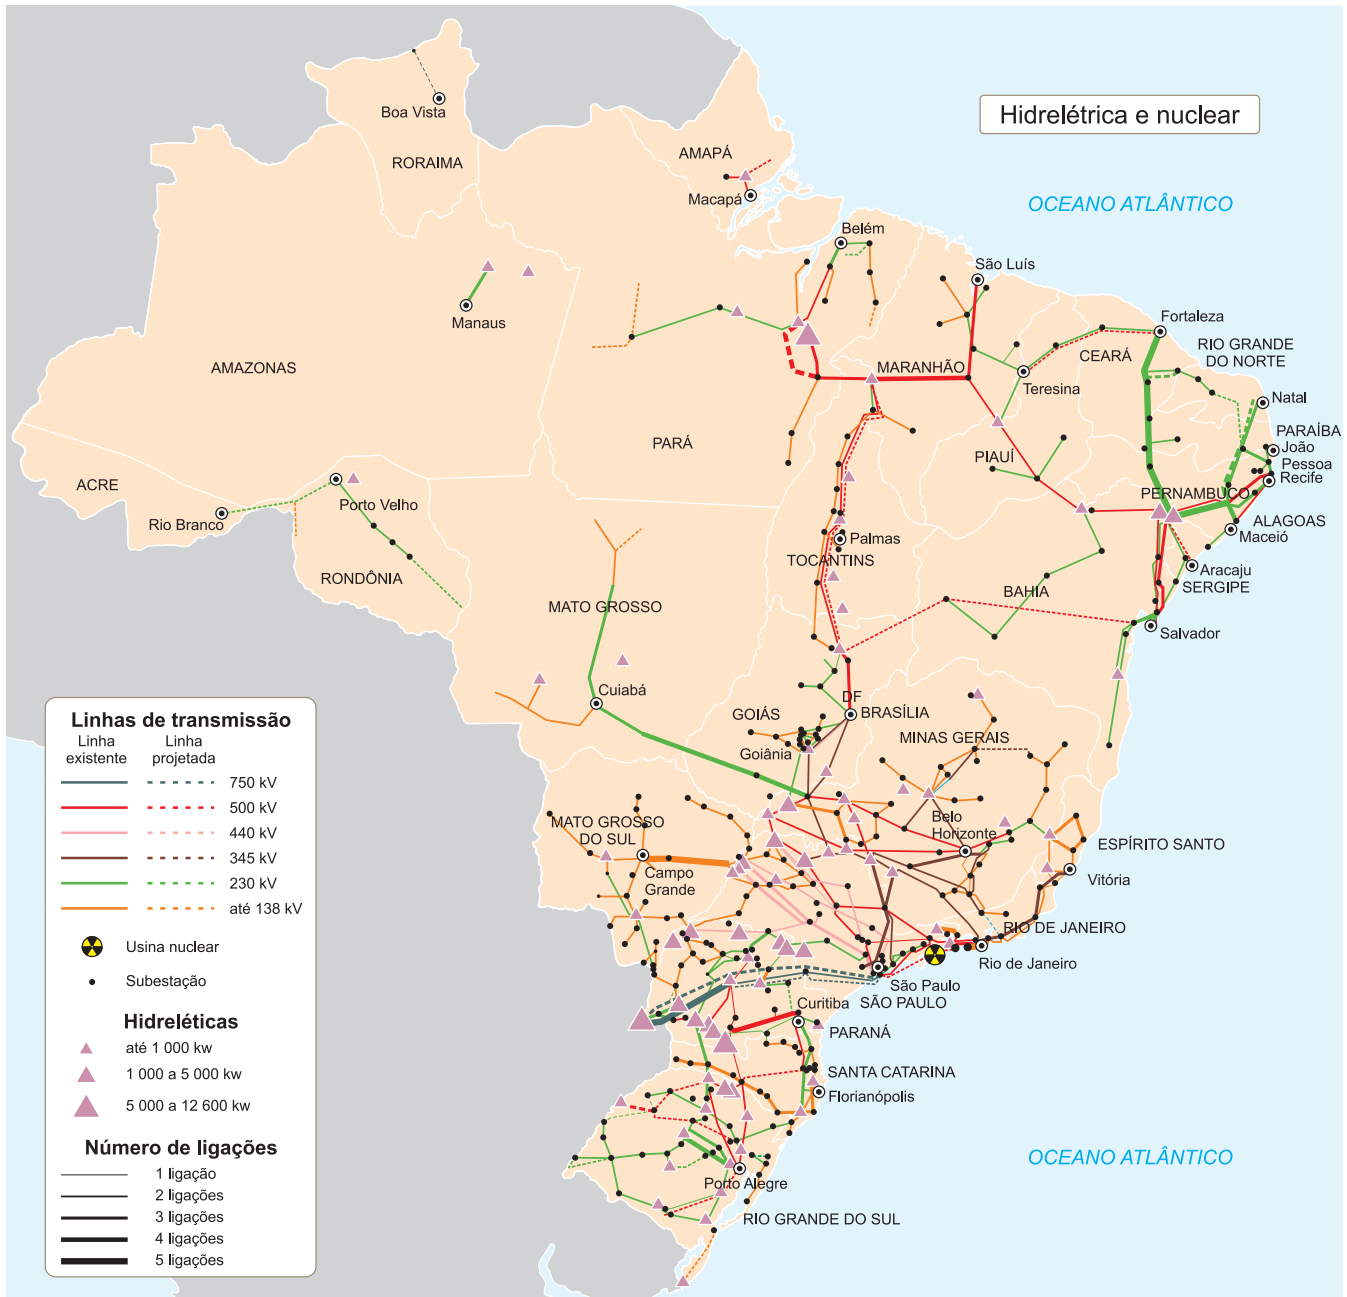 Hidrelétrica e nuclear
Boa Vista
RORAIMA
AMAPÁ
Macapá
OCEANO ATLÂNTICO
Belém
São Luís
Manaus
Fortaleza
RIO GRANDE
DO NORTE
CEARÁ
AMAZONAS
MARANHÃO
Teresina
Natal
PARÁ
PARAÍBA
João
Pessoa
PIAUÍ
Recife
ACRE
Porto Velho
PERNAMBUCO
Rio Branco
ALAGOAS
Maceió
Palmas
TOCANTINS
Aracaju
SERGIPE
RONDÔNIA
BAHIA
MATO GROSSO
Salvador
Cuiabá
DF
BRASÍLIA
GOIÁS
Goiânia
MINAS GERAIS
Belo
Horizonte
MATO GROSSO
DO SUL
ESPÍRITO SANTO
Campo
Grande
Vitória
RIO DE JANEIRO
Rio de Janeiro
São Paulo
SÃO PAULO
Curitiba
PARANÁ
SANTA CATARINA
Florianópolis
OCEANO ATLÂNTICO
Porto Alegre
RIO GRANDE DO SUL
Linhas de transmissão
Linha
existente
Linha
projetada
750 kV
500 kV
440 kV
345 kV
230 kV
até 138 kV
Usina nuclear
Subestação
Hidreléticas
até 1 000 kw
1 000 a 5 000 kw
5 000 a 12 600 kw
Número de ligações
1 ligação
2 ligações
3 ligações
4 ligações
5 ligações